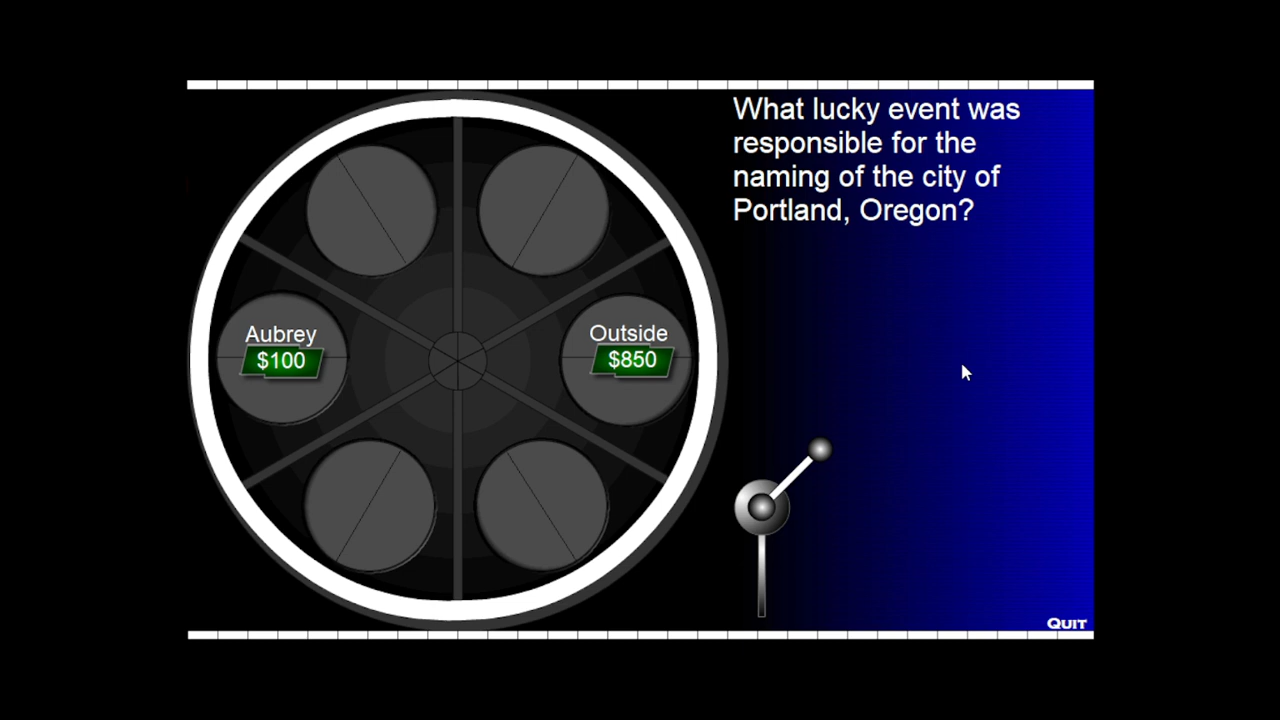 What lucky event was
responsible for the
naming of the city of
Portland, Oregon?
Aubrey
$100
Outside
$850
QUIT